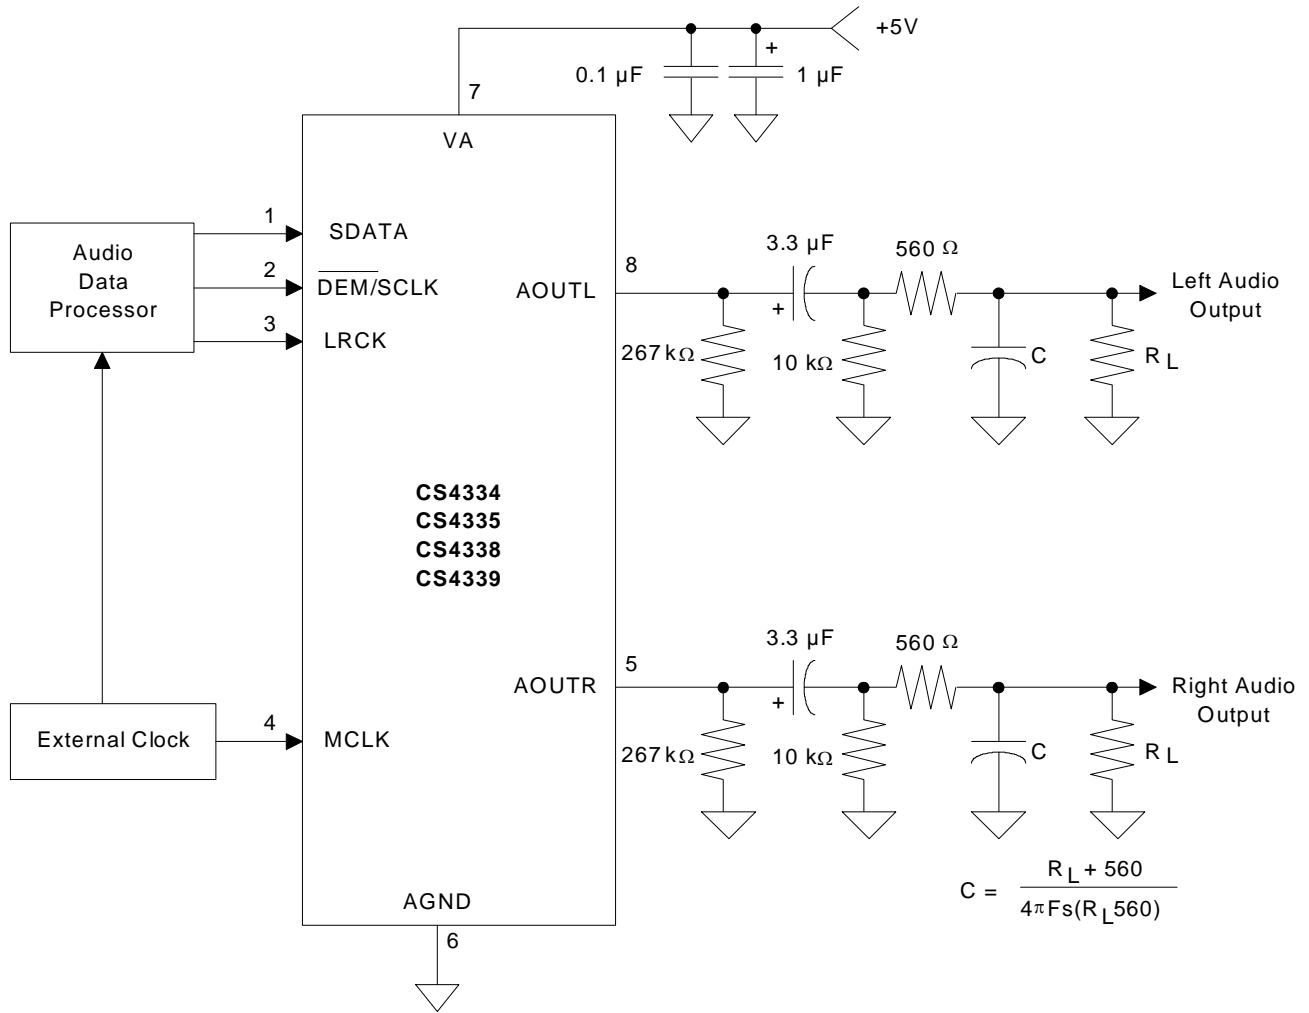 +5V
0.1 µF
+
1 µF
7
VA
Audio
Data
Processor
1
SDATA
2
DEM/SCLK
3
LRCK
8
AOUTL
3.3 µF
+
560 Ω
267 kΩ
10 kΩ
C
R L
Left Audio
Output
CS4334
CS4335
CS4338
CS4339
5
AOUTR
3.3 µF
+
560 Ω
267 kΩ
10 kΩ
C
R L
Right Audio
Output
External Clock
4
MCLK
AGND
6
C =
R L + 560
4πFs(R L 560)